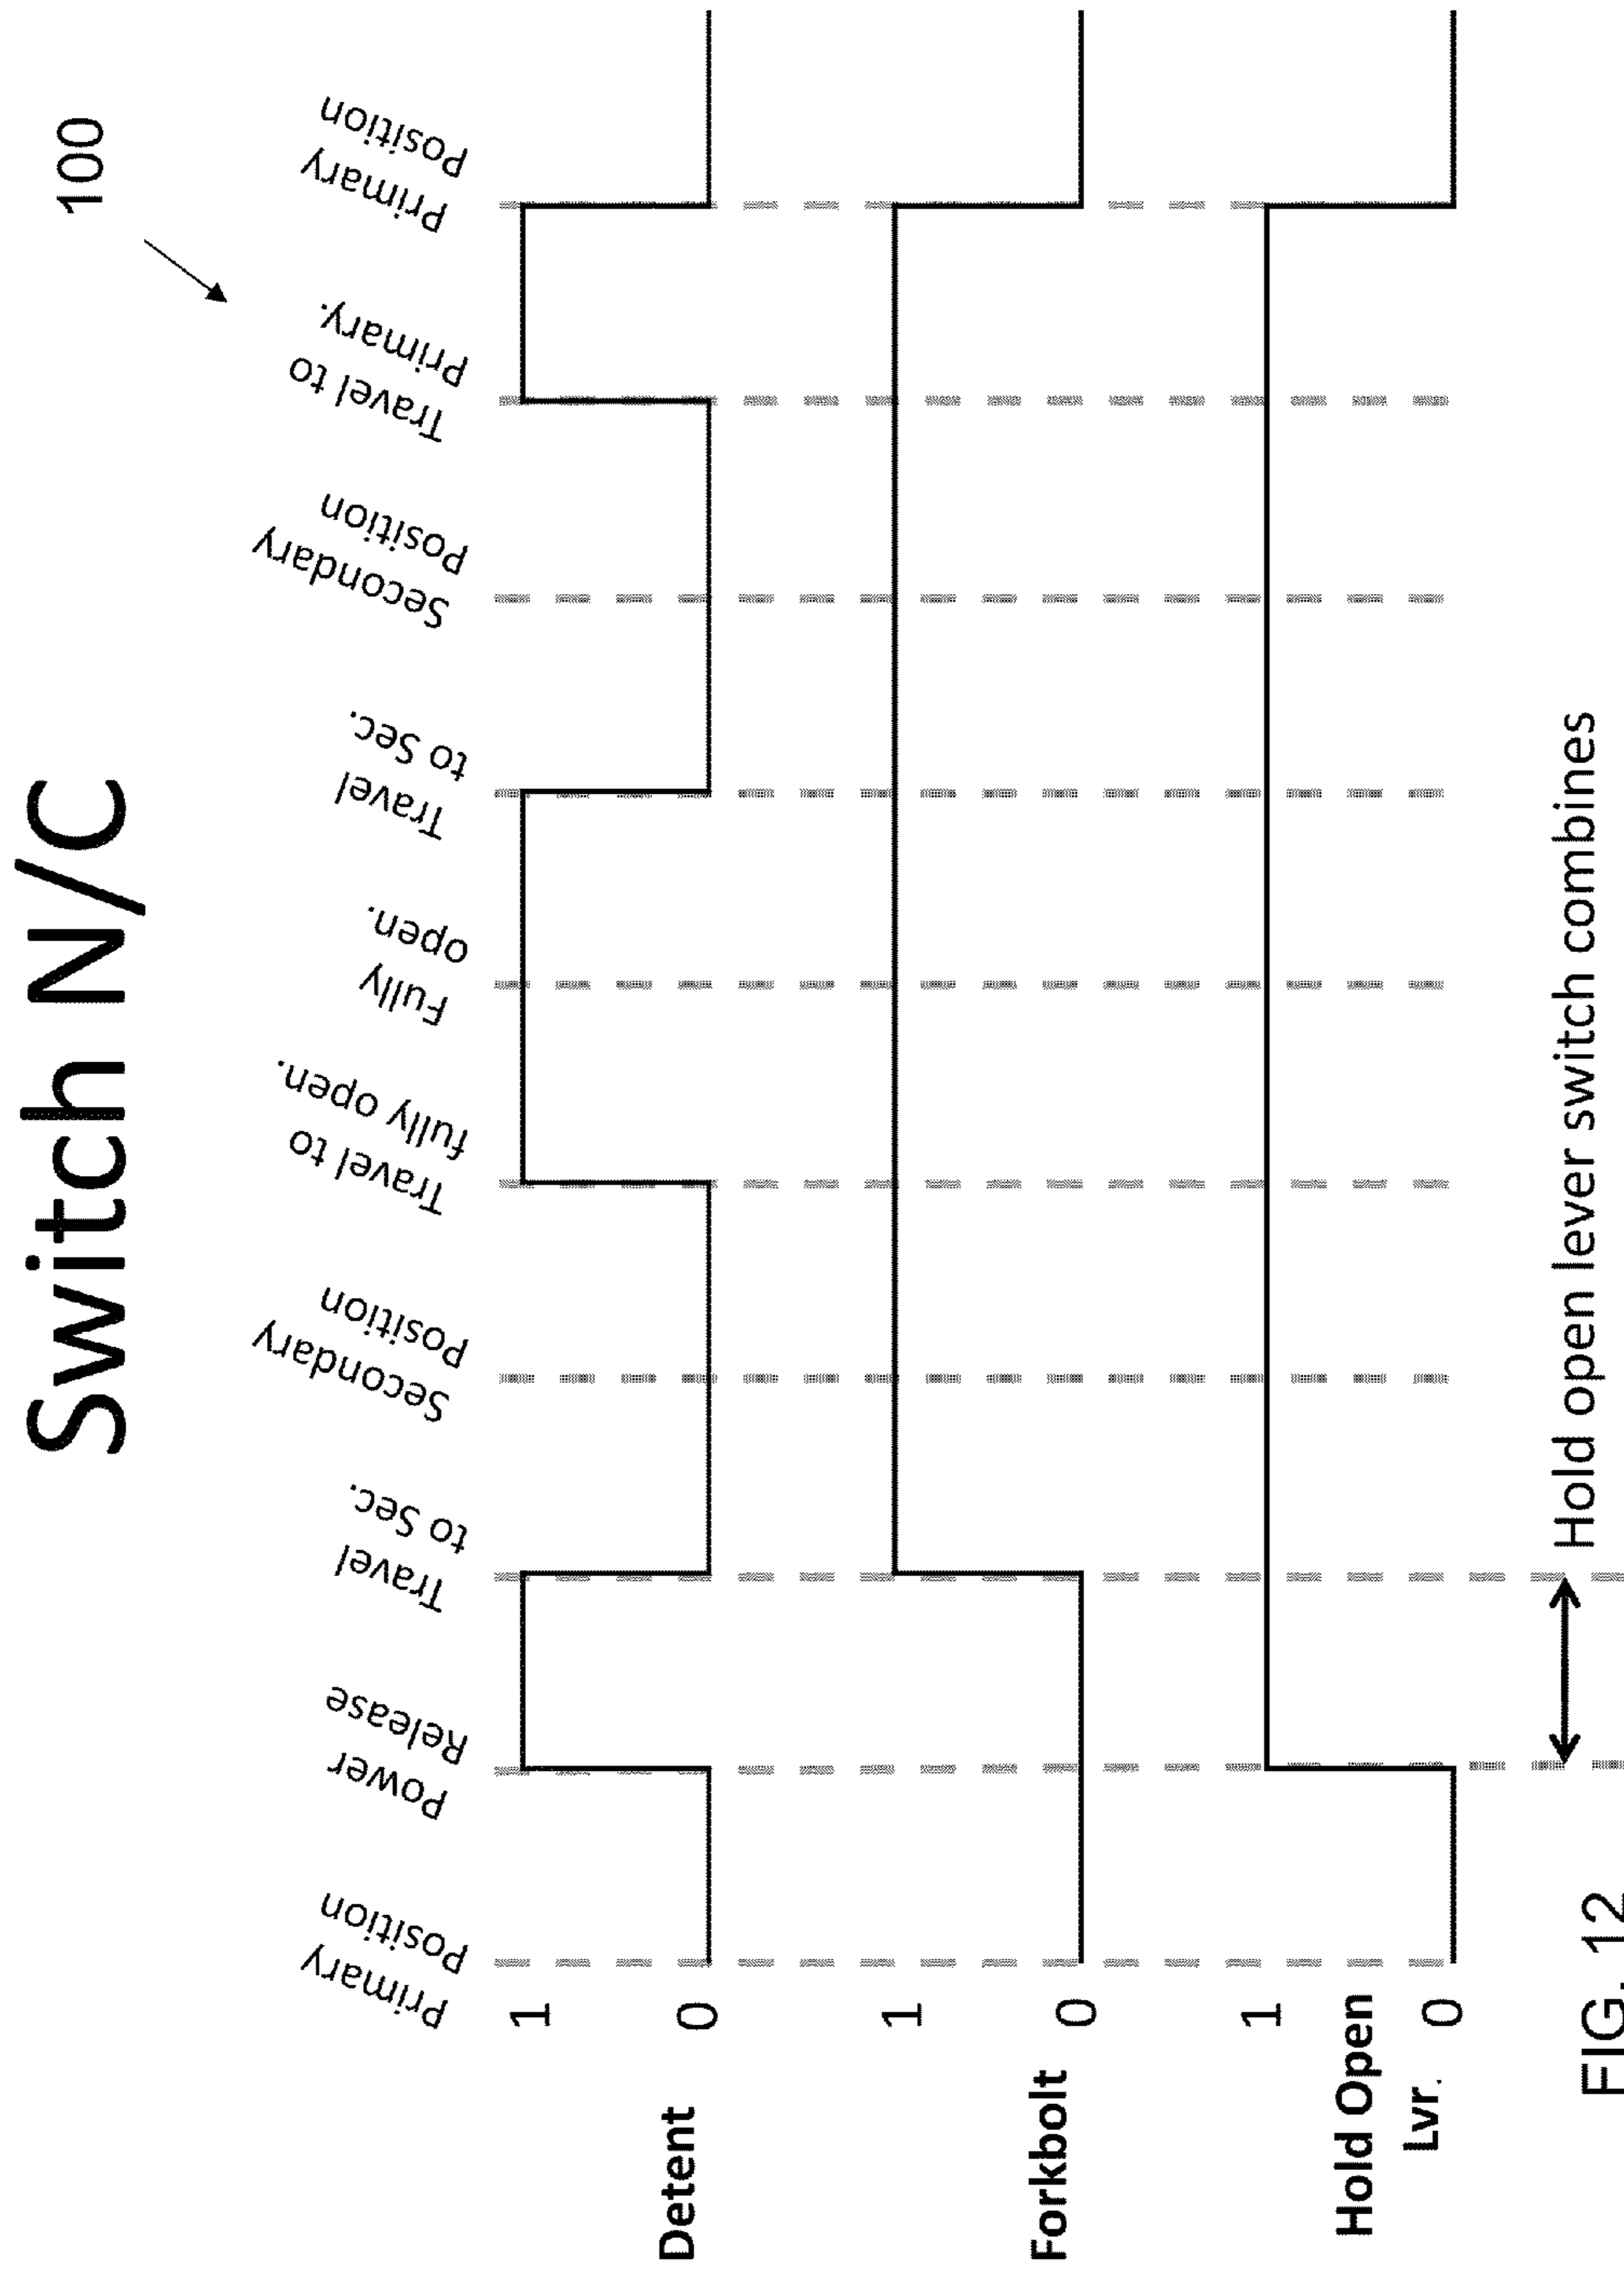 Switch N/C
100
Primary
Position
Power
Release
Travel
to Sec.
Secondary
Position
Travel to
fully open.
Fully
open.
Travel
to Sec.
Secondary
Position
Travel to
Primary.
Primary
Position
Detent
1
0
Forkbolt
1
0
Hold Open
Lvr.
1
0
Hold open lever switch combines
FIG. 12